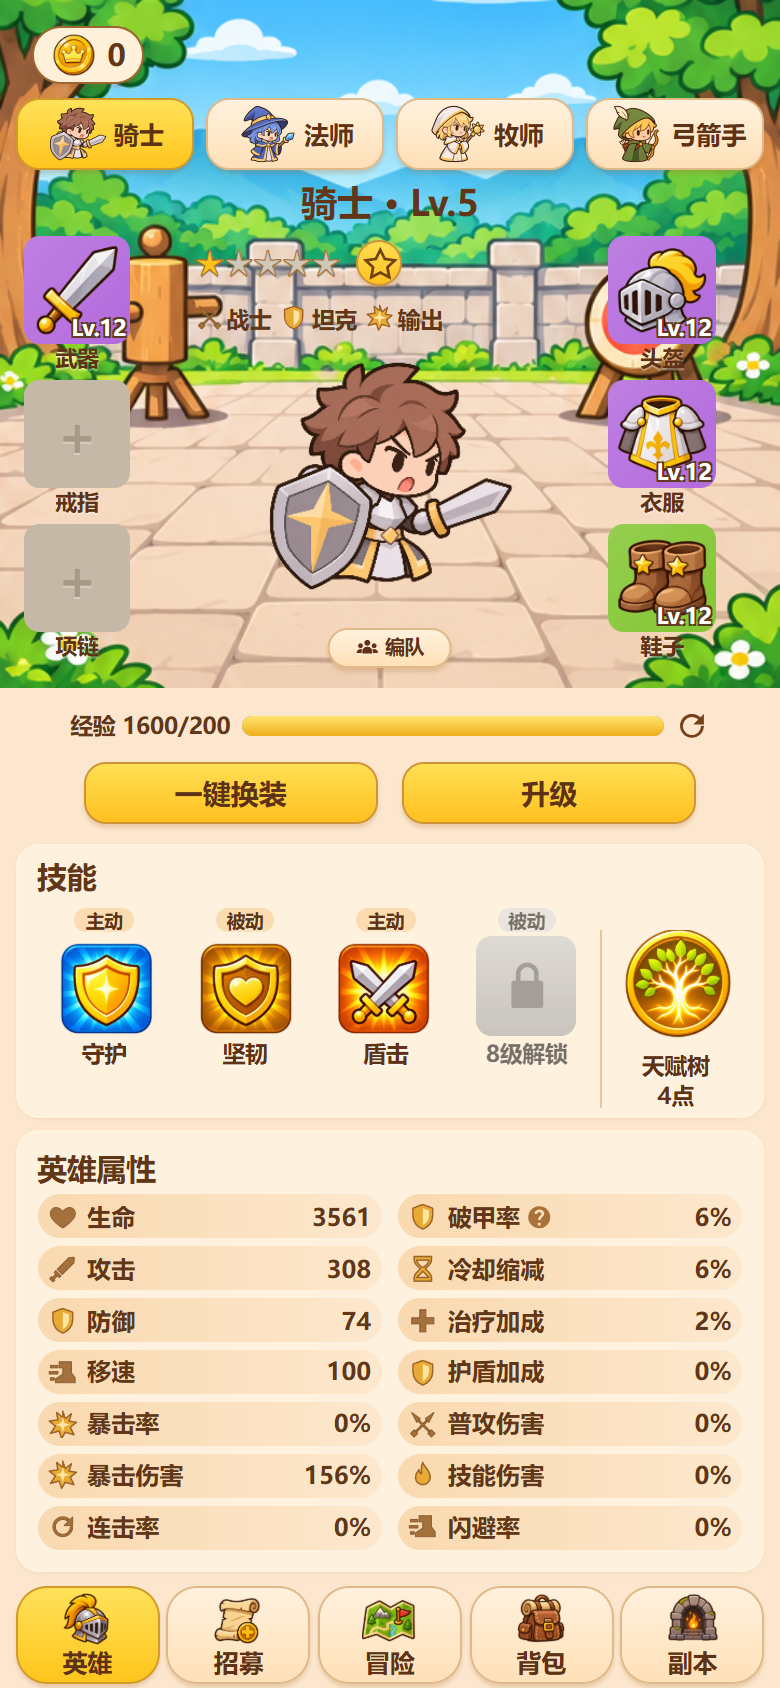 0
骑士 法师 牧师 弓箭手
骑士·Lv.5
Lv.12
武器
戒指
项链
战士 坦克 输出
Lv.12
头盔
Lv.12
衣服
Lv.12
鞋子
编队
经验 1600/200
一键换装 升级
技能
主动 被动 主动 被动
守护 坚韧 盾击 8级解锁
天赋树
4点
英雄属性
生命 3561 破甲率 ? 6%
攻击 308 冷却缩减 6%
防御 74 治疗加成 2%
移速 100 护盾加成 0%
暴击率 0% 普攻伤害 0%
暴击伤害 156% 技能伤害 0%
连击率 0% 闪避率 0%
英雄 招募 冒险 背包 副本